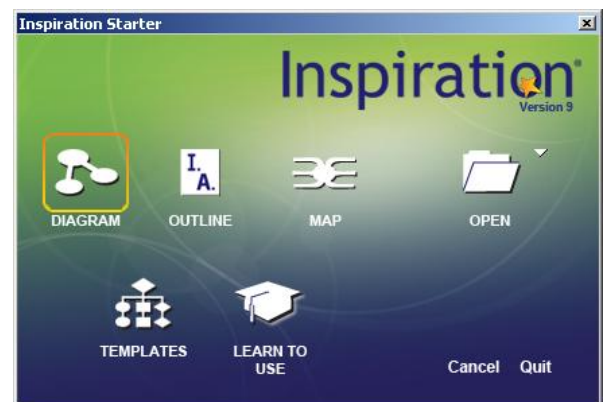 Inspiration Starter
Inspiration®
Version 9
I.
A.
DIAGRAM OUTLINE MAP OPEN
TEMPLATES LEARN TO
USE
Cancel Quit